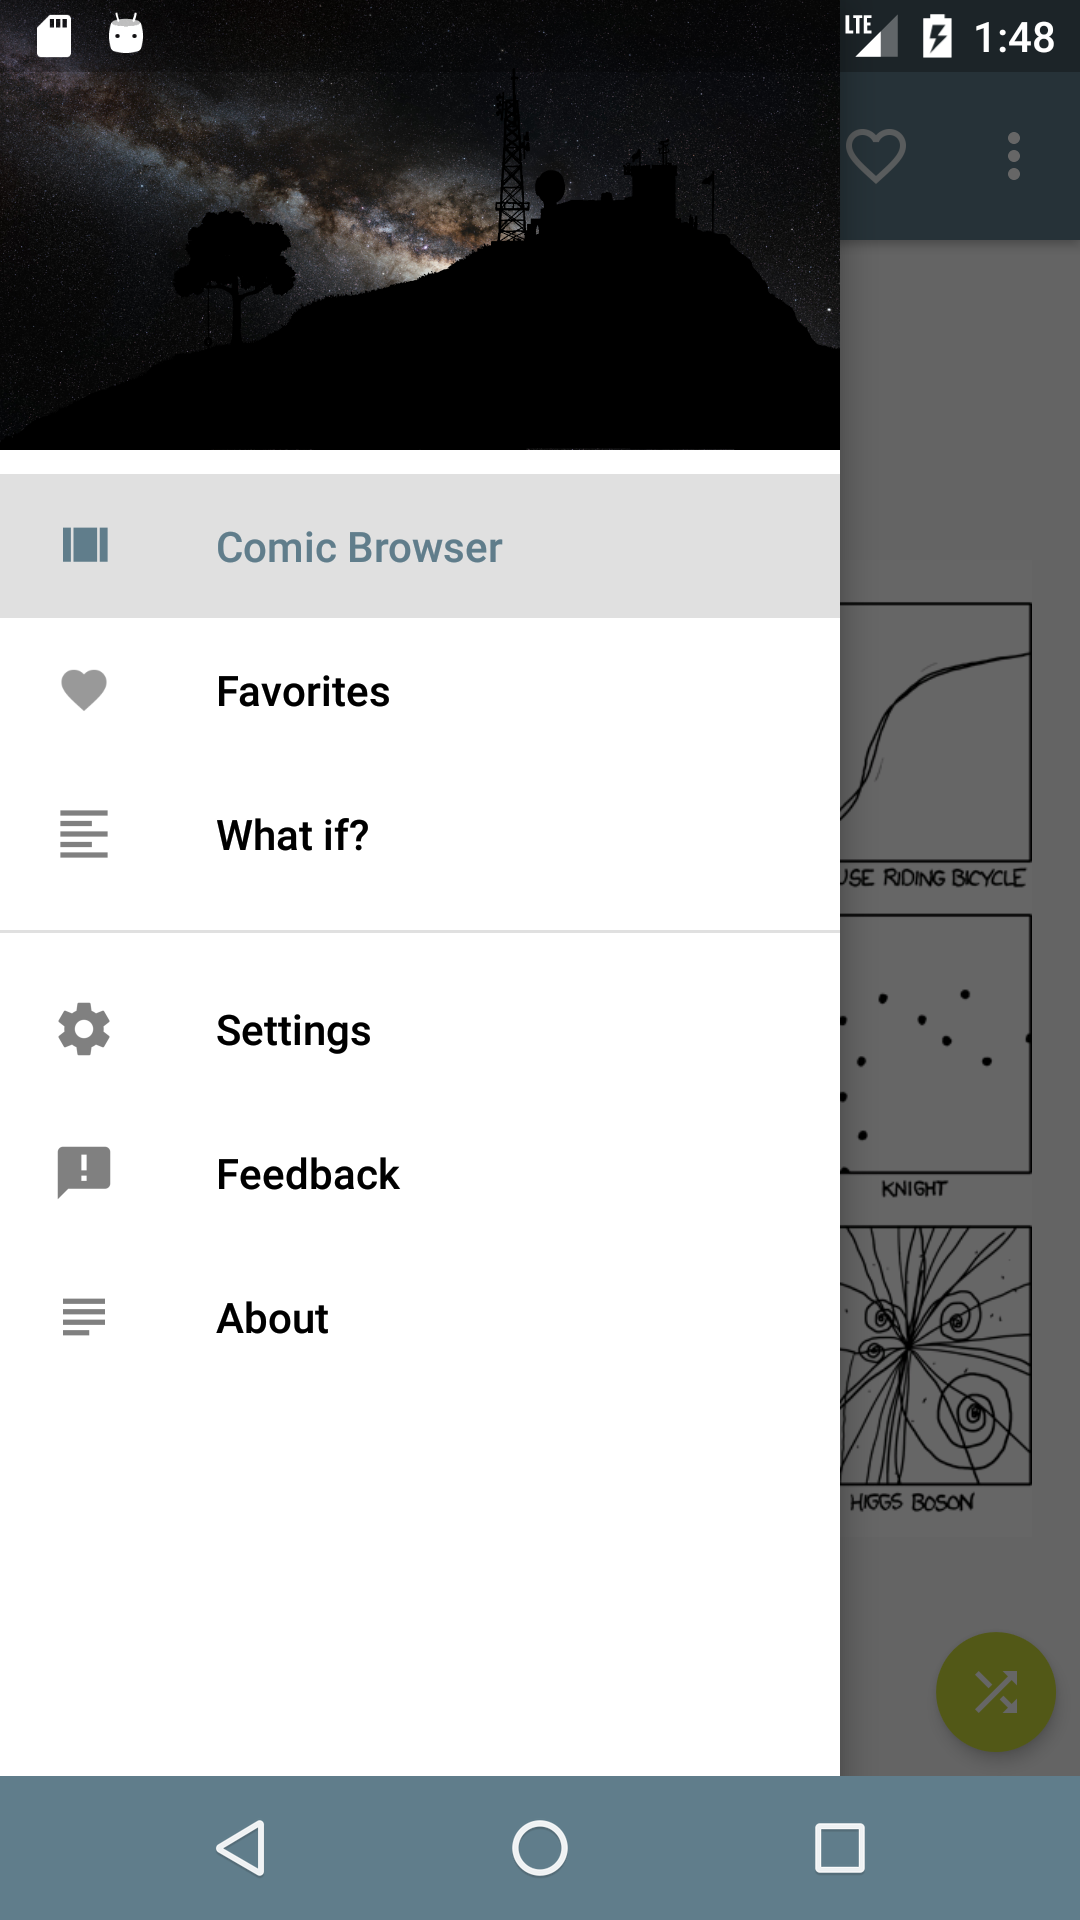 LTE 1:48
Comic Browser
Favorites
What if?
USE RIDING BICYCLE
Settings
Feedback
KNIGHT
About
HIGGS BOSON